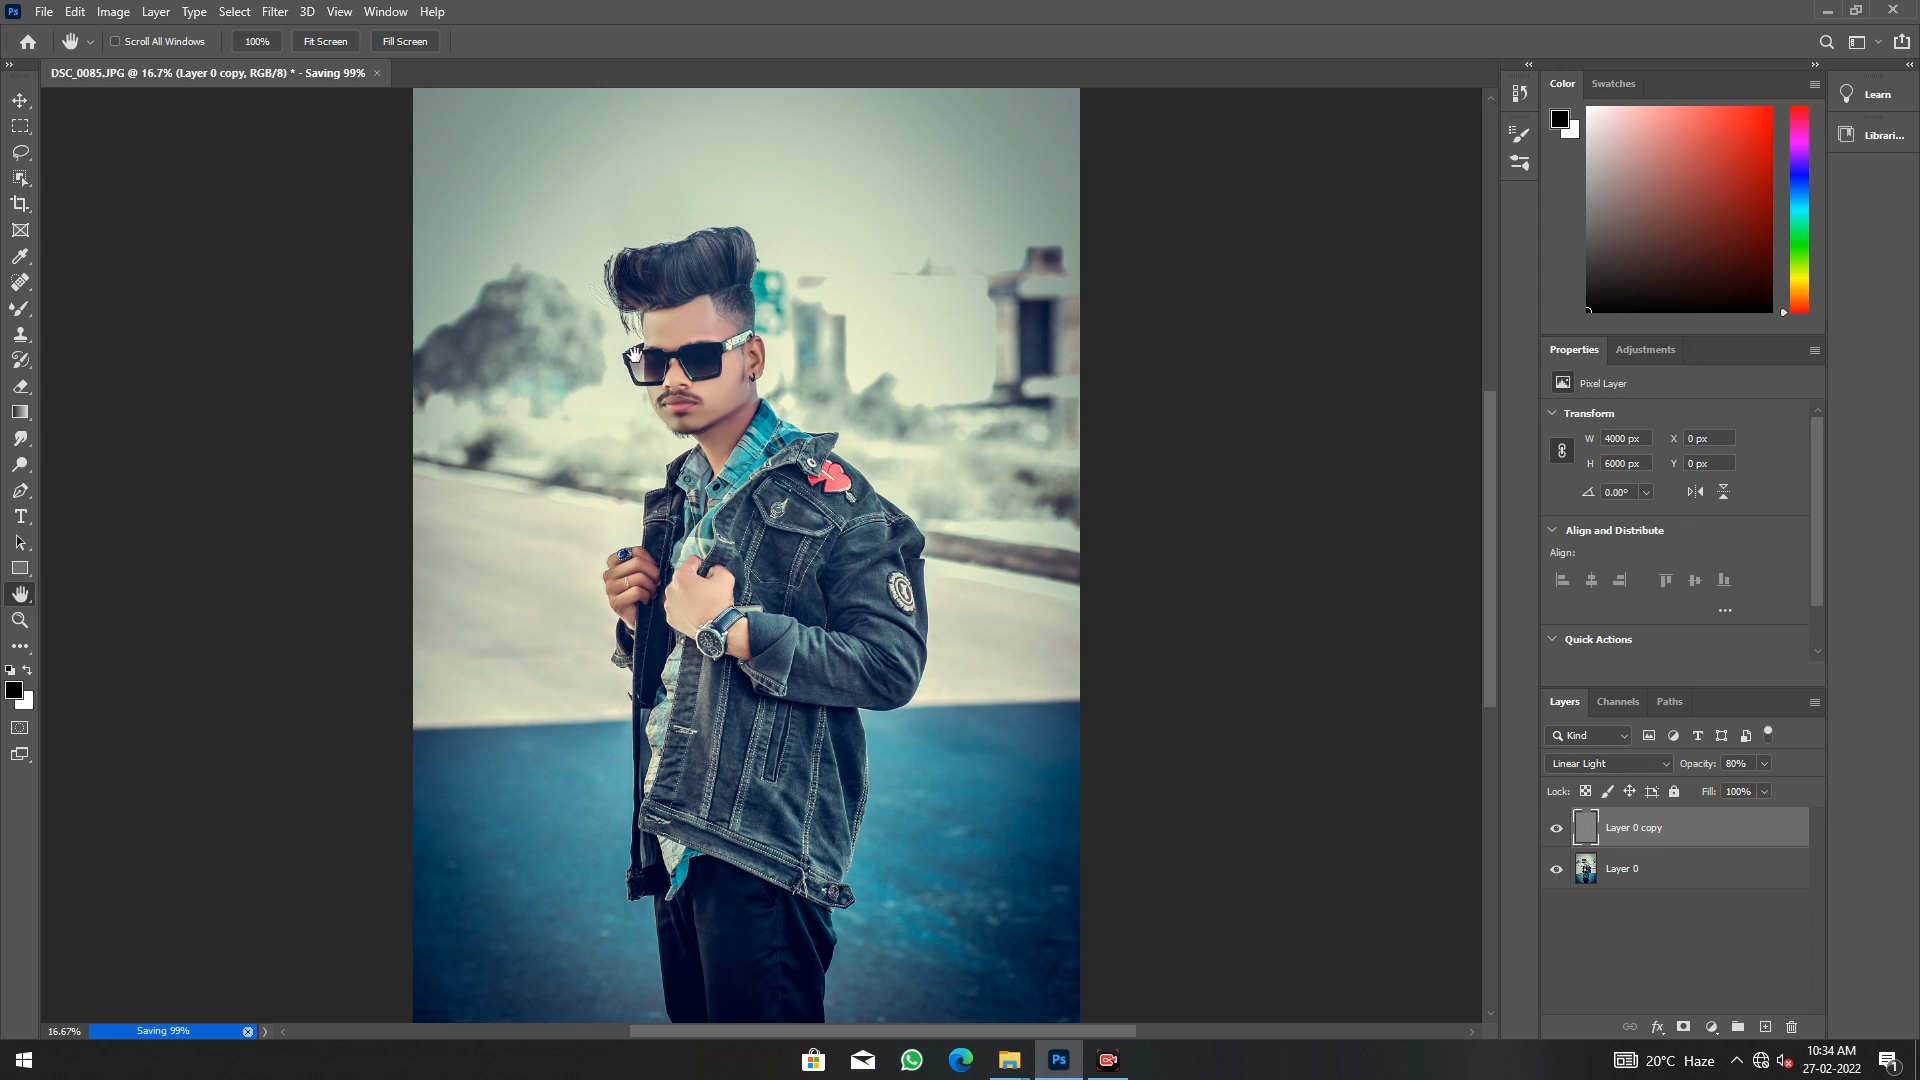 Ps File Edit Image Layer Type Select Filter 3D View Window Help
Scroll All Windows 100% Fit Screen Fill Screen
DSC_0085.JPG @ 16.7% (Layer 0 copy, RGB/8) * - Saving 99% ×
Color Swatches
Learn
Librari...
Properties Adjustments
Pixel Layer
Transform
W 4000 px X 0 px
H 6000 px Y 0 px
0.00°
Align and Distribute
Align:
Quick Actions
Layers Channels Paths
Kind
Linear Light Opacity: 80%
Lock: Fill: 100%
Layer 0 copy
Layer 0
16.67% Saving 99%
Ps
20°C Haze
10:34 AM
27-02-2022
1